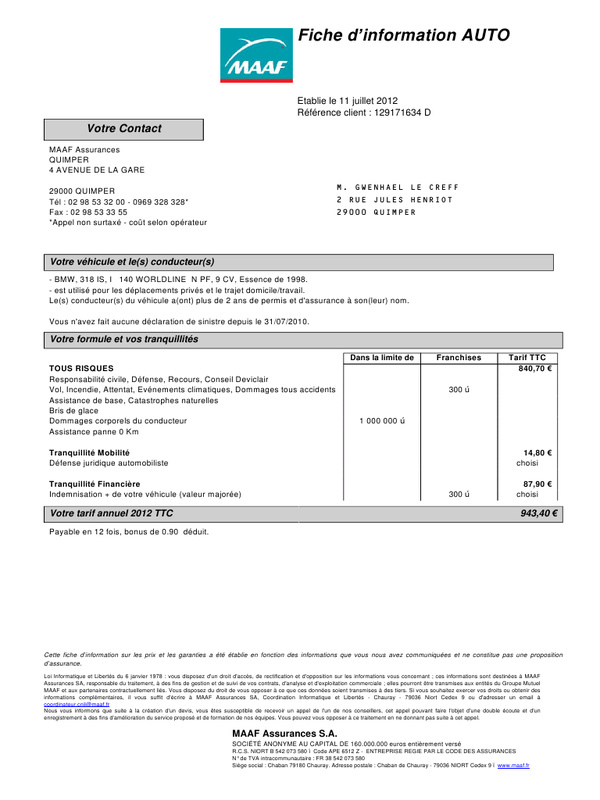 MAAF
Fiche d'information AUTO
Etablie le 11 juillet 2012
Référence client : 129171634 D
Votre Contact
MAAF Assurances
QUIMPER
4 AVENUE DE LA GARE
29000 QUIMPER
Tél : 02 98 53 32 00 - 0969 328 328*
Fax : 02 98 53 33 55
*Appel non surtaxé - coût selon opérateur
M. GWENHAEL LE CREFF
2 RUE JULES HENRIOT
29000 QUIMPER
Votre véhicule et le(s) conducteur(s)
- BMW, 318 IS, I 140 WORLDLINE N PF, 9 CV, Essence de 1998.
- est utilisé pour les déplacements privés et le trajet domicile/travail.
Le(s) conducteur(s) du véhicule a(ont) plus de 2 ans de permis et d'assurance à son(leur) nom.
Vous n'avez fait aucune déclaration de sinistre depuis le 31/07/2010.
Votre formule et vos tranquillités
Dans la limite de Franchises Tarif TTC
TOUS RISQUES 840,70 €
Responsabilité civile, Défense, Recours, Conseil Deviclair
Vol, Incendie, Attentat, Evénements climatiques, Dommages tous accidents 300 ú
Assistance de base, Catastrophes naturelles
Bris de glace
Dommages corporels du conducteur 1 000 000 ú
Assistance panne 0 Km
Tranquillité Mobilité 14,80 €
Défense juridique automobiliste choisi
Tranquillité Financière 87,90 €
Indemnisation + de votre véhicule (valeur majorée) 300 ú choisi
Votre tarif annuel 2012 TTC 943,40 €
Payable en 12 fois, bonus de 0.90 déduit.
Cette fiche d'information sur les prix et les garanties a été établie en fonction des informations que vous nous avez communiquées et ne constitue pas une proposition
d'assurance.
Loi Informatique et Libertés du 6 janvier 1978 : vous disposez d'un droit d'accès, de rectification et d'opposition sur les informations vous concernant ; ces informations sont destinées à MAAF
Assurances SA, responsable du traitement, à des fins de gestion et de suivi de vos contrats, d'analyse et d'exploitation commerciale ; elles pourront être transmises aux entités du Groupe Mutuel
MAAF et aux partenaires contractuellement liés. Vous disposez du droit de vous opposer à ce que ces données soient transmises à des tiers. Si vous souhaitez exercer vos droits ou obtenir des
informations complémentaires, il vous suffit d'écrire à MAAF Assurances SA, Coordination Informatique et Libertés - Chauray - 79036 Niort Cedex 9 ou d'adresser un email à
coordinateur.cnil@maaf.fr
Nous vous informons que suite à la création d'un devis, vous êtes susceptible de recevoir un appel de l'un de nos conseillers, cet appel pouvant faire l'objet d'une double écoute et d'un
enregistrement à des fins d'amélioration du service proposé et de formation de nos équipes. Vous pouvez vous opposer à ce traitement en ne donnant pas suite à cet appel.
MAAF Assurances S.A.
SOCIÉTÉ ANONYME AU CAPITAL DE 160.000.000 euros entièrement versé
R.C.S. NIORT B 542 073 580 I Code APE 6512 Z - ENTREPRISE REGIE PAR LE CODE DES ASSURANCES
N° de TVA intracommunautaire : FR 38 542 073 580
Siège social : Chaban 79180 Chauray. Adresse postale : Chaban de Chauray - 79036 NIORT Cedex 9 I www.maaf.fr